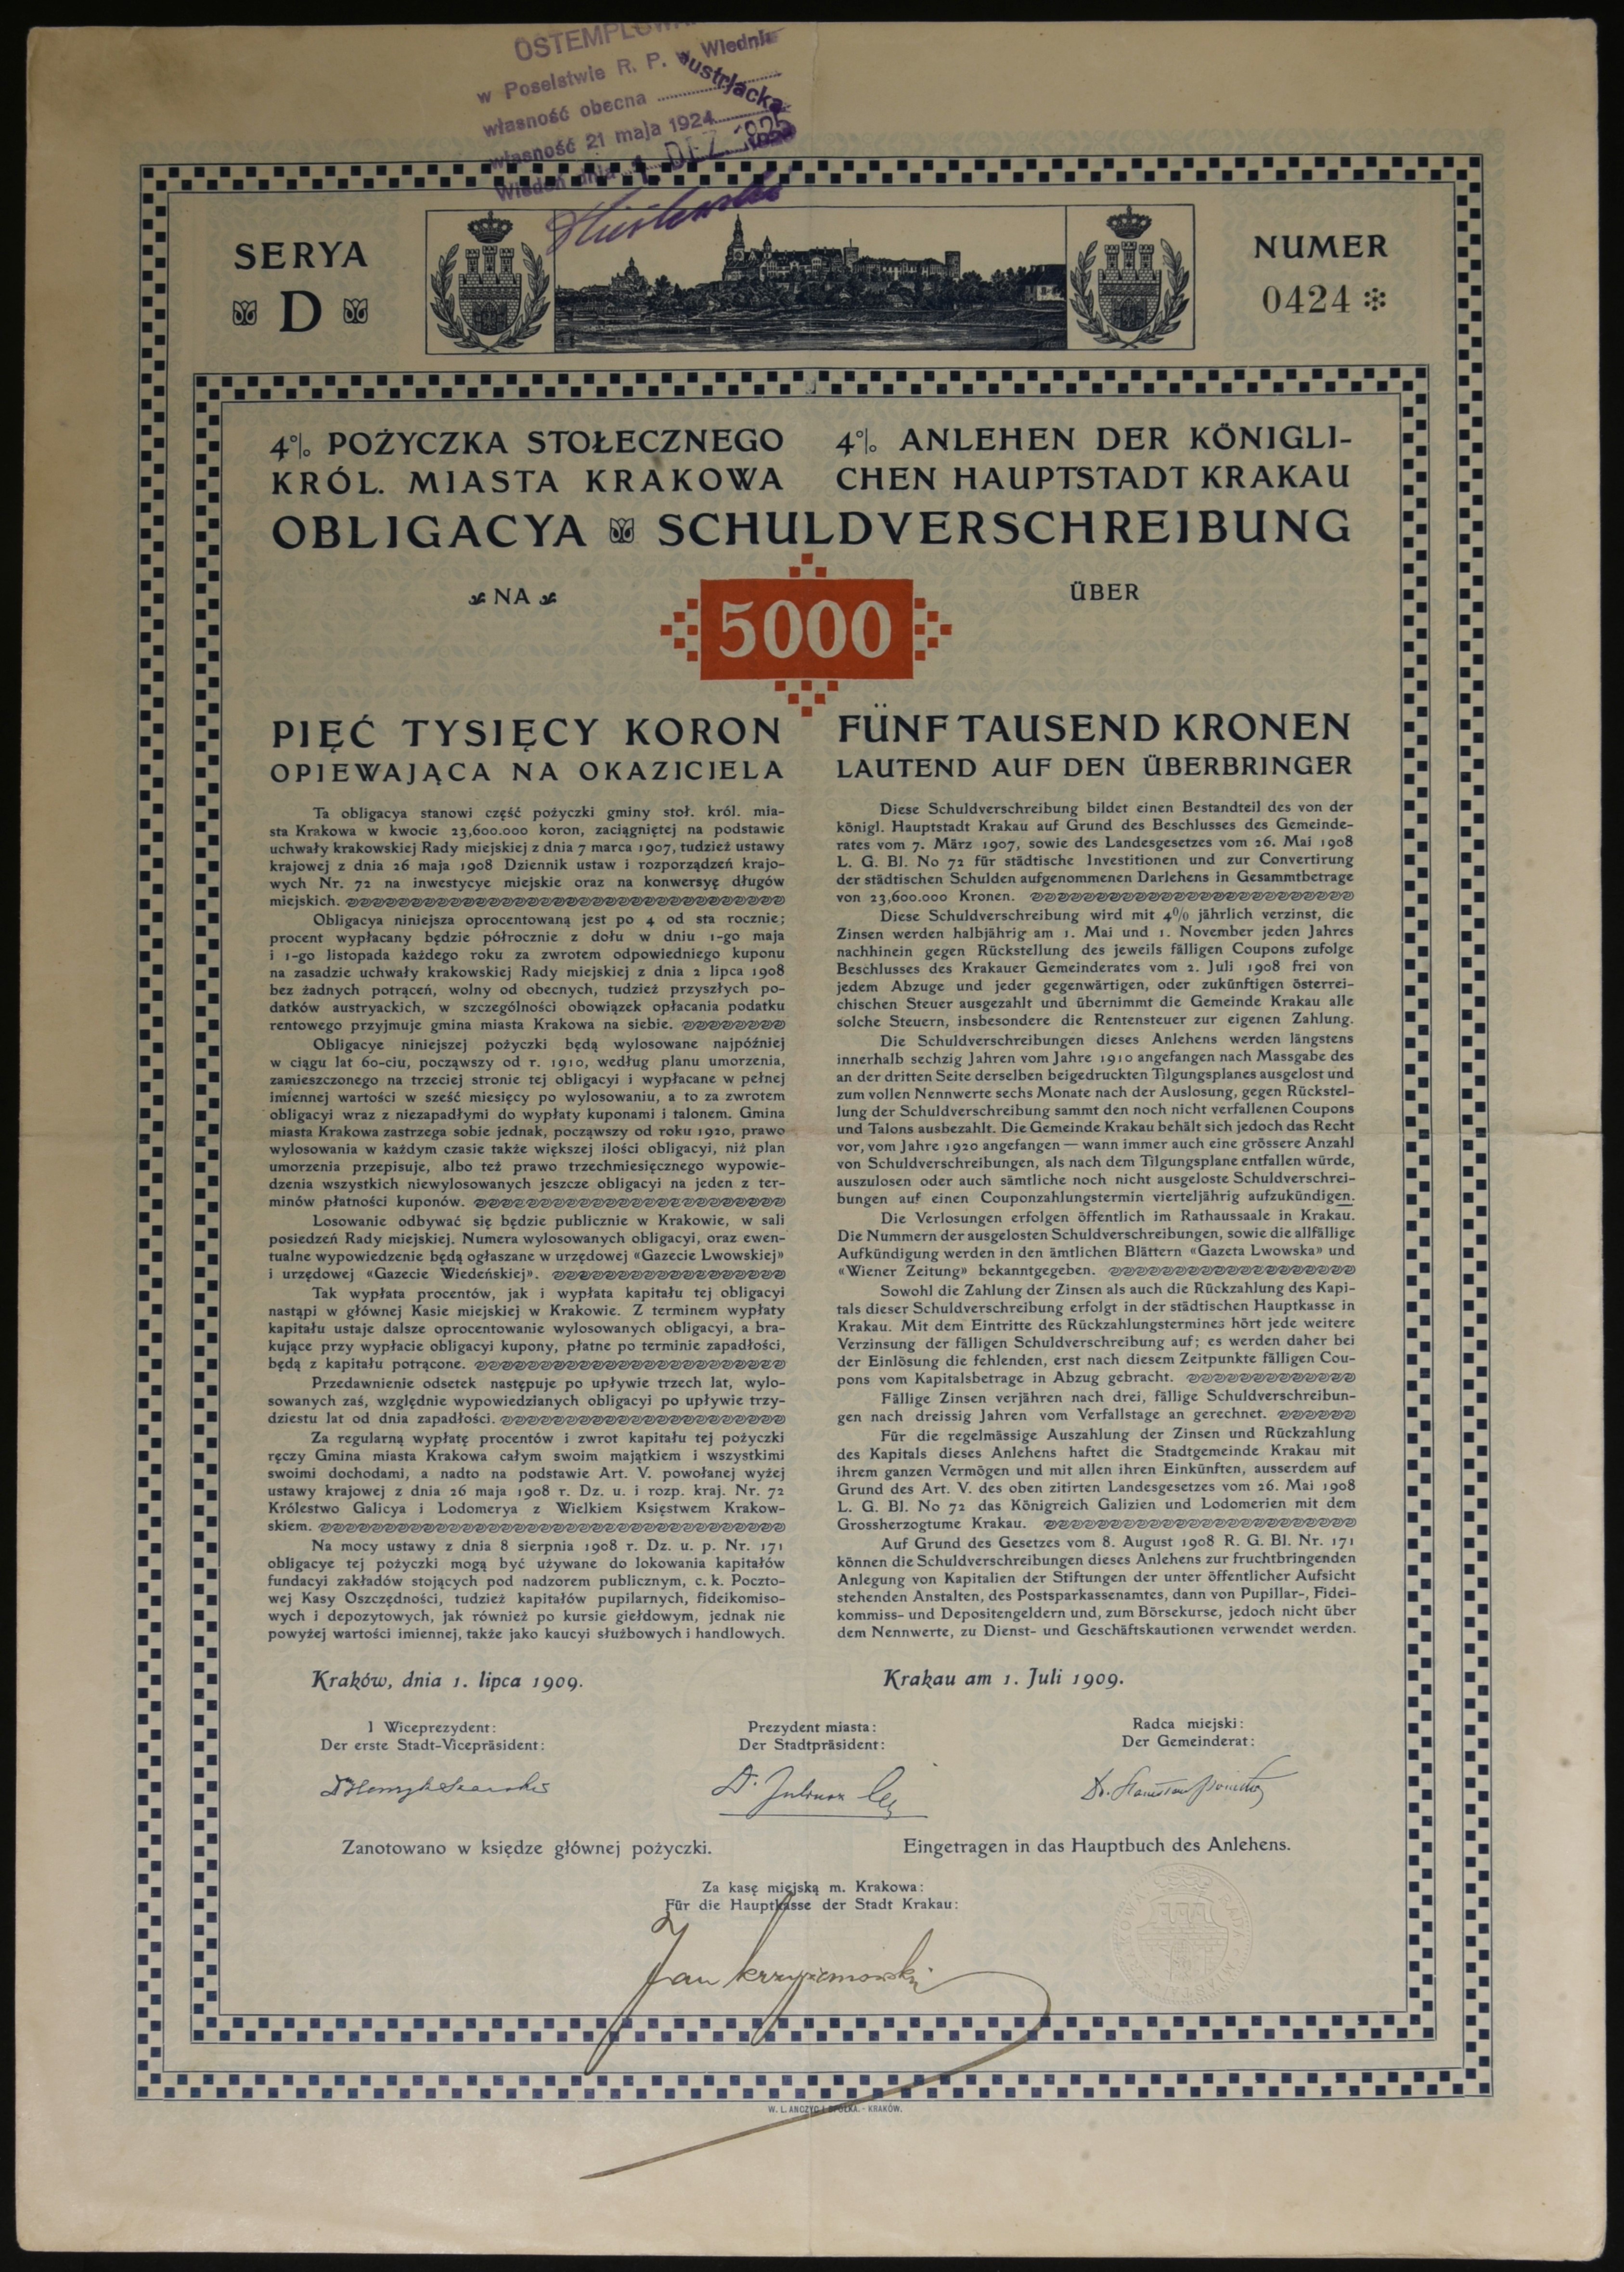 w Poselstwie R. P. w Wiedniu
własność obecna austrjacka
własność 21 maja 1924
Wiedeń dnia 1 DEZ. 1925
SERYA
D
NUMER
0424
4% POŻYCZKA STOŁECZNEGO
KRÓL. MIASTA KRAKOWA
4% ANLEHEN DER KÖNIGLI-
CHEN HAUPTSTADT KRAKAU
OBLIGACYA SCHULDVERSCHREIBUNG
NA
ÜBER
5000
PIĘĆ TYSIĘCY KORON
OPIEWAJĄCA NA OKAZICIELA
Ta obligacya stanowi część pożyczki gminy stoł. król. mia-
sta Krakowa w kwocie 23,600.000 koron, zaciągniętej na podstawie
uchwały krakowskiej Rady miejskiej z dnia 7 marca 1907, tudzież ustawy
krajowej z dnia 26 maja 1908 Dziennik ustaw i rozporządzeń krajo-
wych Nr. 72 na inwestycye miejskie oraz na konwersyę długów
miejskich.
Obligacya niniejsza oprocentowaną jest po 4 od sta rocznie;
procent wypłacany będzie półrocznie z dołu w dniu 1-go maja
i 1-go listopada każdego roku za zwrotem odpowiedniego kuponu
na zasadzie uchwały krakowskiej Rady miejskiej z dnia 2 lipca 1908
bez żadnych potrąceń, wolny od obecnych, tudzież przyszłych po-
datków austryackich, w szczególności obowiązek opłacania podatku
rentowego przyjmuje gmina miasta Krakowa na siebie.
Obligacye niniejszej pożyczki będą wylosowane najpóźniej
w ciągu lat 60-ciu, począwszy od r. 1910, według planu umorzenia,
zamieszczonego na trzeciej stronie tej obligacyi i wypłacane w pełnej
imiennej wartości w sześć miesięcy po wylosowaniu, a to za zwrotem
obligacyi wraz z niezapadłymi do wypłaty kuponami i talonem. Gmina
miasta Krakowa zastrzega sobie jednak, począwszy od roku 1920, prawo
wylosowania w każdym czasie także większej ilości obligacyi, niż plan
umorzenia przepisuje, albo też prawo trzechmiesięcznego wypowie-
dzenia wszystkich niewylosowanych jeszcze obligacyi na jeden z ter-
minów płatności kuponów.
Losowanie odbywać się będzie publicznie w Krakowie, w sali
posiedzeń Rady miejskiej. Numera wylosowanych obligacyi, oraz ewen-
tualne wypowiedzenie będą ogłaszane w urzędowej «Gazecie Lwowskiej»
i urzędowej «Gazecie Wiedeńskiej».
Tak wypłata procentów, jak i wypłata kapitału tej obligacyi
nastąpi w głównej Kasie miejskiej w Krakowie. Z terminem wypłaty
kapitału ustaje dalsze oprocentowanie wylosowanych obligacyi, a bra-
kujące przy wypłacie obligacyi kupony, płatne po terminie zapadłości,
będą z kapitału potrącone.
Przedawnienie odsetek następuje po upływie trzech lat, wylo-
sowanych zaś, względnie wypowiedzianych obligacyi po upływie trzy-
dziestu lat od dnia zapadłości.
Za regularną wypłatę procentów i zwrot kapitału tej pożyczki
ręczy Gmina miasta Krakowa całym swoim majątkiem i wszystkimi
swoimi dochodami, a nadto na podstawie Art. V. powołanej wyżej
ustawy krajowej z dnia 26 maja 1908 r. Dz. u. i rozp. kraj. Nr. 72
Królestwo Galicya i Lodomerya z Wielkiem Księstwem Krakow-
skiem.
Na mocy ustawy z dnia 8 sierpnia 1908 r. Dz. u. p. Nr. 171
obligacye tej pożyczki mogą być używane do lokowania kapitałów
fundacyi zakładów stojących pod nadzorem publicznym, c. k. Poczto-
wej Kasy Oszczędności, tudzież kapitałów pupilarnych, fideikomiso-
wych i depozytowych, jak również po kursie giełdowym, jednak nie
powyżej wartości imiennej, także jako kaucyi służbowych i handlowych.
FÜNF TAUSEND KRONEN
LAUTEND AUF DEN ÜBERBRINGER
Diese Schuldverschreibung bildet einen Bestandteil des von der
königl. Hauptstadt Krakau auf Grund des Beschlusses des Gemeinde-
rates vom 7. März 1907, sowie des Landesgesetzes vom 26. Mai 1908
L. G. Bl. No 72 für städtische Investitionen und zur Convertirung
der städtischen Schulden aufgenommenen Darlehens in Gesammtbetrage
von 23,600.000 Kronen.
Diese Schuldverschreibung wird mit 4% jährlich verzinst, die
Zinsen werden halbjährig am 1. Mai und 1. November jeden Jahres
nachhinein gegen Rückstellung des jeweils fälligen Coupons zufolge
Beschlusses des Krakauer Gemeinderates vom 2. Juli 1908 frei von
jedem Abzuge und jeder gegenwärtigen, oder zukünftigen österrei-
chischen Steuer ausgezahlt und übernimmt die Gemeinde Krakau alle
solche Steuern, insbesondere die Rentensteuer zur eigenen Zahlung.
Die Schuldverschreibungen dieses Anlehens werden längstens
innerhalb sechzig Jahren vom Jahre 1910 angefangen nach Massgabe des
an der dritten Seite derselben beigedruckten Tilgungsplanes ausgelost und
zum vollen Nennwerte sechs Monate nach der Auslosung, gegen Rückstel-
lung der Schuldverschreibung sammt den noch nicht verfallenen Coupons
und Talons ausbezahlt. Die Gemeinde Krakau behält sich jedoch das Recht
vor, vom Jahre 1920 angefangen — wann immer auch eine grössere Anzahl
von Schuldverschreibungen, als nach dem Tilgungsplane entfallen würde,
auszulosen oder auch sämtliche noch nicht ausgeloste Schuldverschrei-
bungen auf einen Couponzahlungstermin vierteljährig aufzukündigen.
Die Verlosungen erfolgen öffentlich im Rathaussaale in Krakau.
Die Nummern der ausgelosten Schuldverschreibungen, sowie die allfällige
Aufkündigung werden in den ämtlichen Blättern «Gazeta Lwowska» und
«Wiener Zeitung» bekanntgegeben.
Sowohl die Zahlung der Zinsen als auch die Rückzahlung des Kapi-
tals dieser Schuldverschreibung erfolgt in der städtischen Hauptkasse in
Krakau. Mit dem Eintritte des Rückzahlungstermines hört jede weitere
Verzinsung der fälligen Schuldverschreibung auf; es werden daher bei
der Einlösung die fehlenden, erst nach diesem Zeitpunkte fälligen Cou-
pons vom Kapitalsbetrage in Abzug gebracht.
Fällige Zinsen verjähren nach drei, fällige Schuldverschreibun-
gen nach dreissig Jahren vom Verfallstage an gerechnet.
Für die regelmässige Auszahlung der Zinsen und Rückzahlung
des Kapitals dieses Anlehens haftet die Stadtgemeinde Krakau mit
ihrem ganzen Vermögen und mit allen ihren Einkünften, ausserdem auf
Grund des Art. V. des oben zitirten Landesgesetzes vom 26. Mai 1908
L. G. Bl. No 72 das Königreich Galizien und Lodomerien mit dem
Grossherzogtume Krakau.
Auf Grund des Gesetzes vom 8. August 1908 R. G. Bl. Nr. 171
können die Schuldverschreibungen dieses Anlehens zur fruchtbringenden
Anlegung von Kapitalien der Stiftungen der unter öffentlicher Aufsicht
stehenden Anstalten, des Postsparkassenamtes, dann von Pupillar-, Fidei-
kommiss- und Depositengeldern und, zum Börsekurse, jedoch nicht über
dem Nennwerte, zu Dienst- und Geschäftskautionen verwendet werden.
Kraków, dnia 1. lipca 1909.
Krakau am 1. Juli 1909.
I Wiceprezydent:
Der erste Stadt-Vicepräsident:
Prezydent miasta:
Der Stadtpräsident:
Radca miejski:
Der Gemeinderat:
Dr. Juliusz Leo
Zanotowano w księdze głównej pożyczki.
Eingetragen in das Hauptbuch des Anlehens.
Za kasę miejską m. Krakowa:
Für die Hauptkasse der Stadt Krakau:
Jan Krzyżanowski
W. L. ANCZYC I SPÓŁKA. - KRAKÓW.